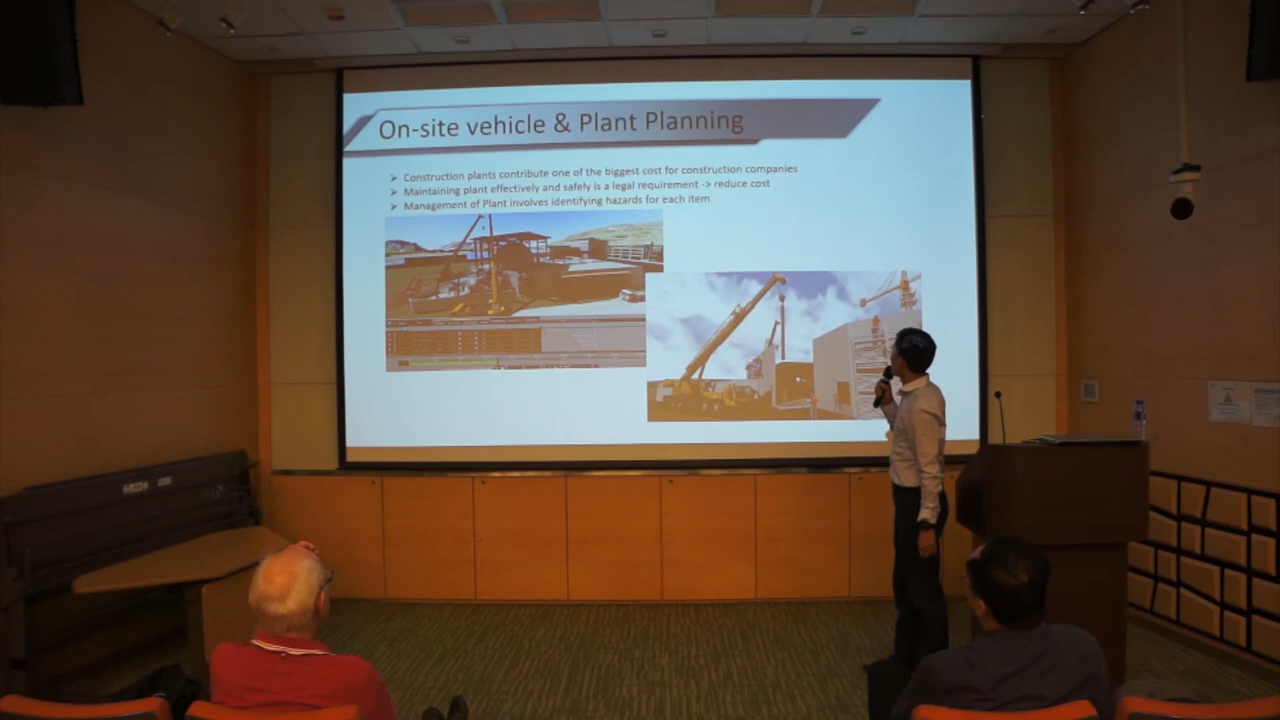 On-site vehicle & Plant Planning
➢ Construction plants contribute one of the biggest cost for construction companies
➢ Maintaining plant effectively and safely is a legal requirement -> reduce cost
➢ Management of Plant involves identifying hazards for each item